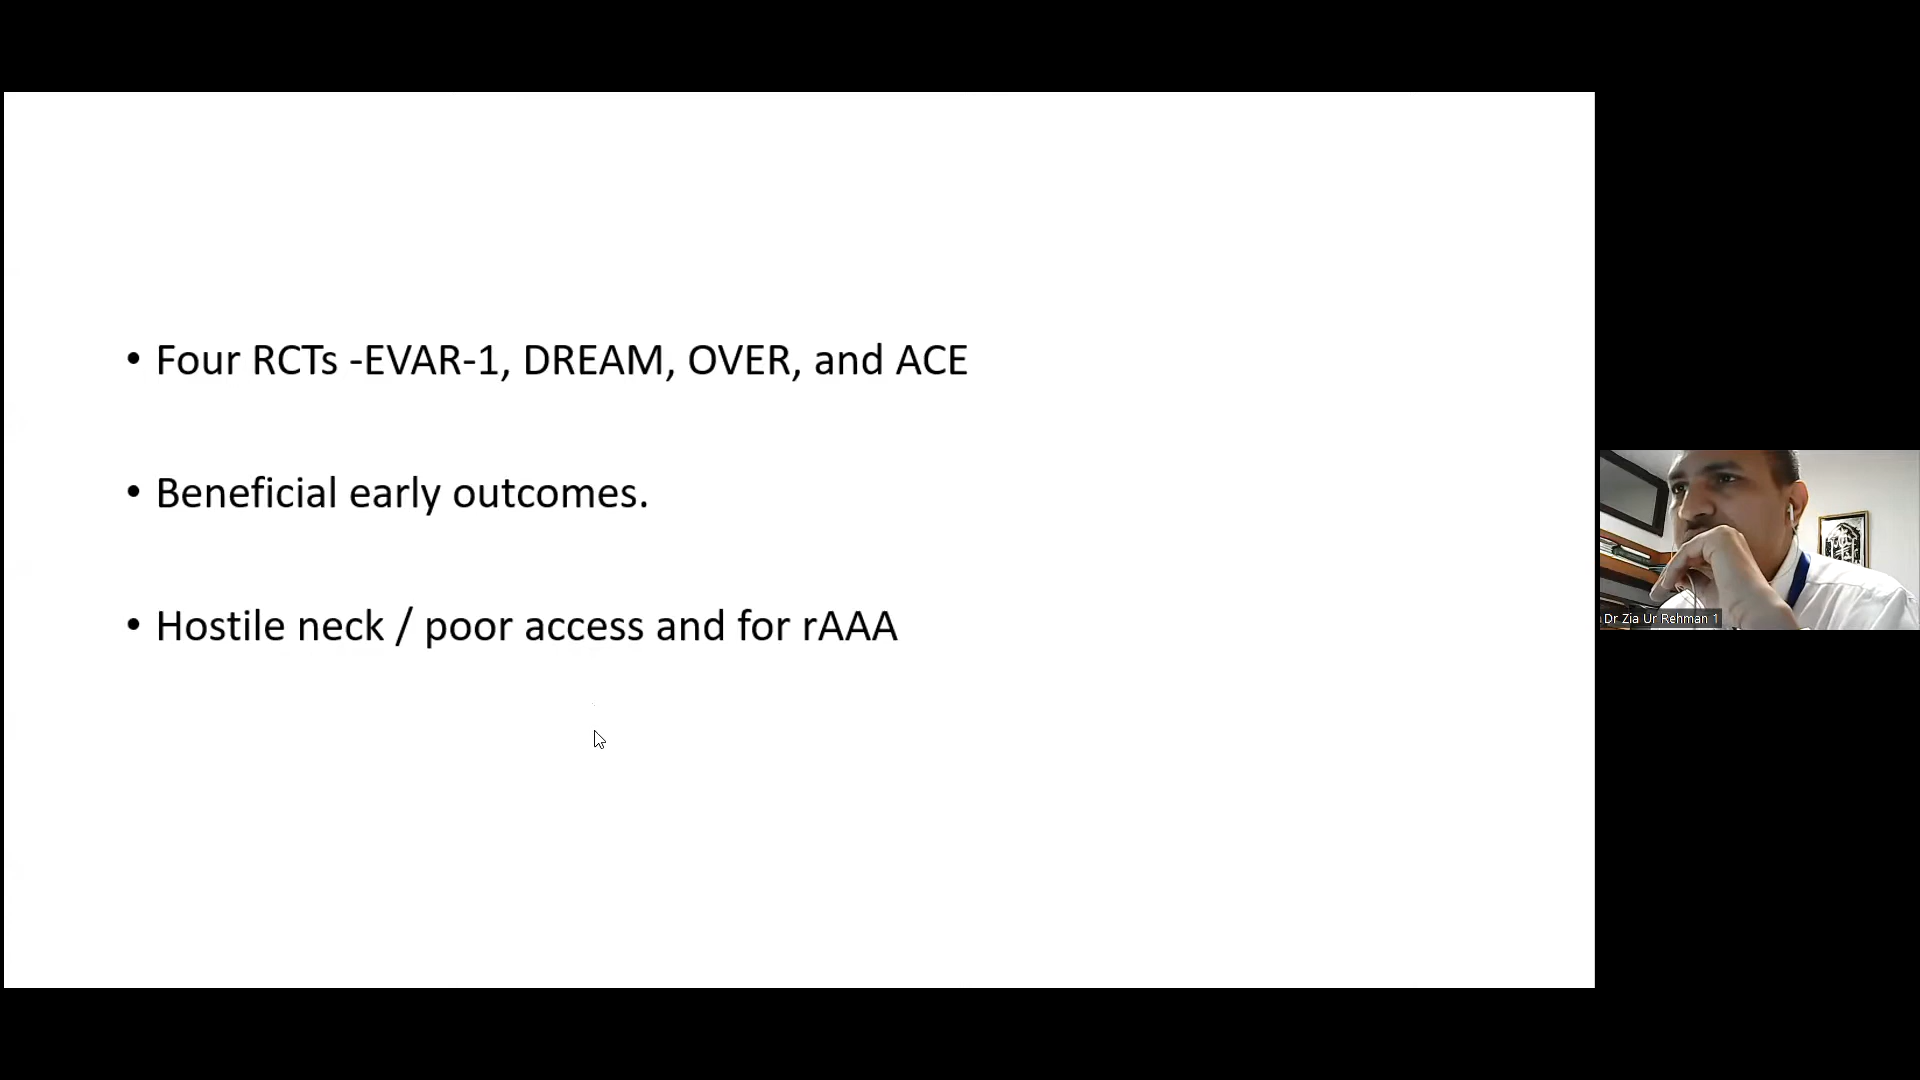 • Four RCTs -EVAR-1, DREAM, OVER, and ACE
• Beneficial early outcomes.
• Hostile neck / poor access and for rAAA
Dr Zia Ur Rehman 1